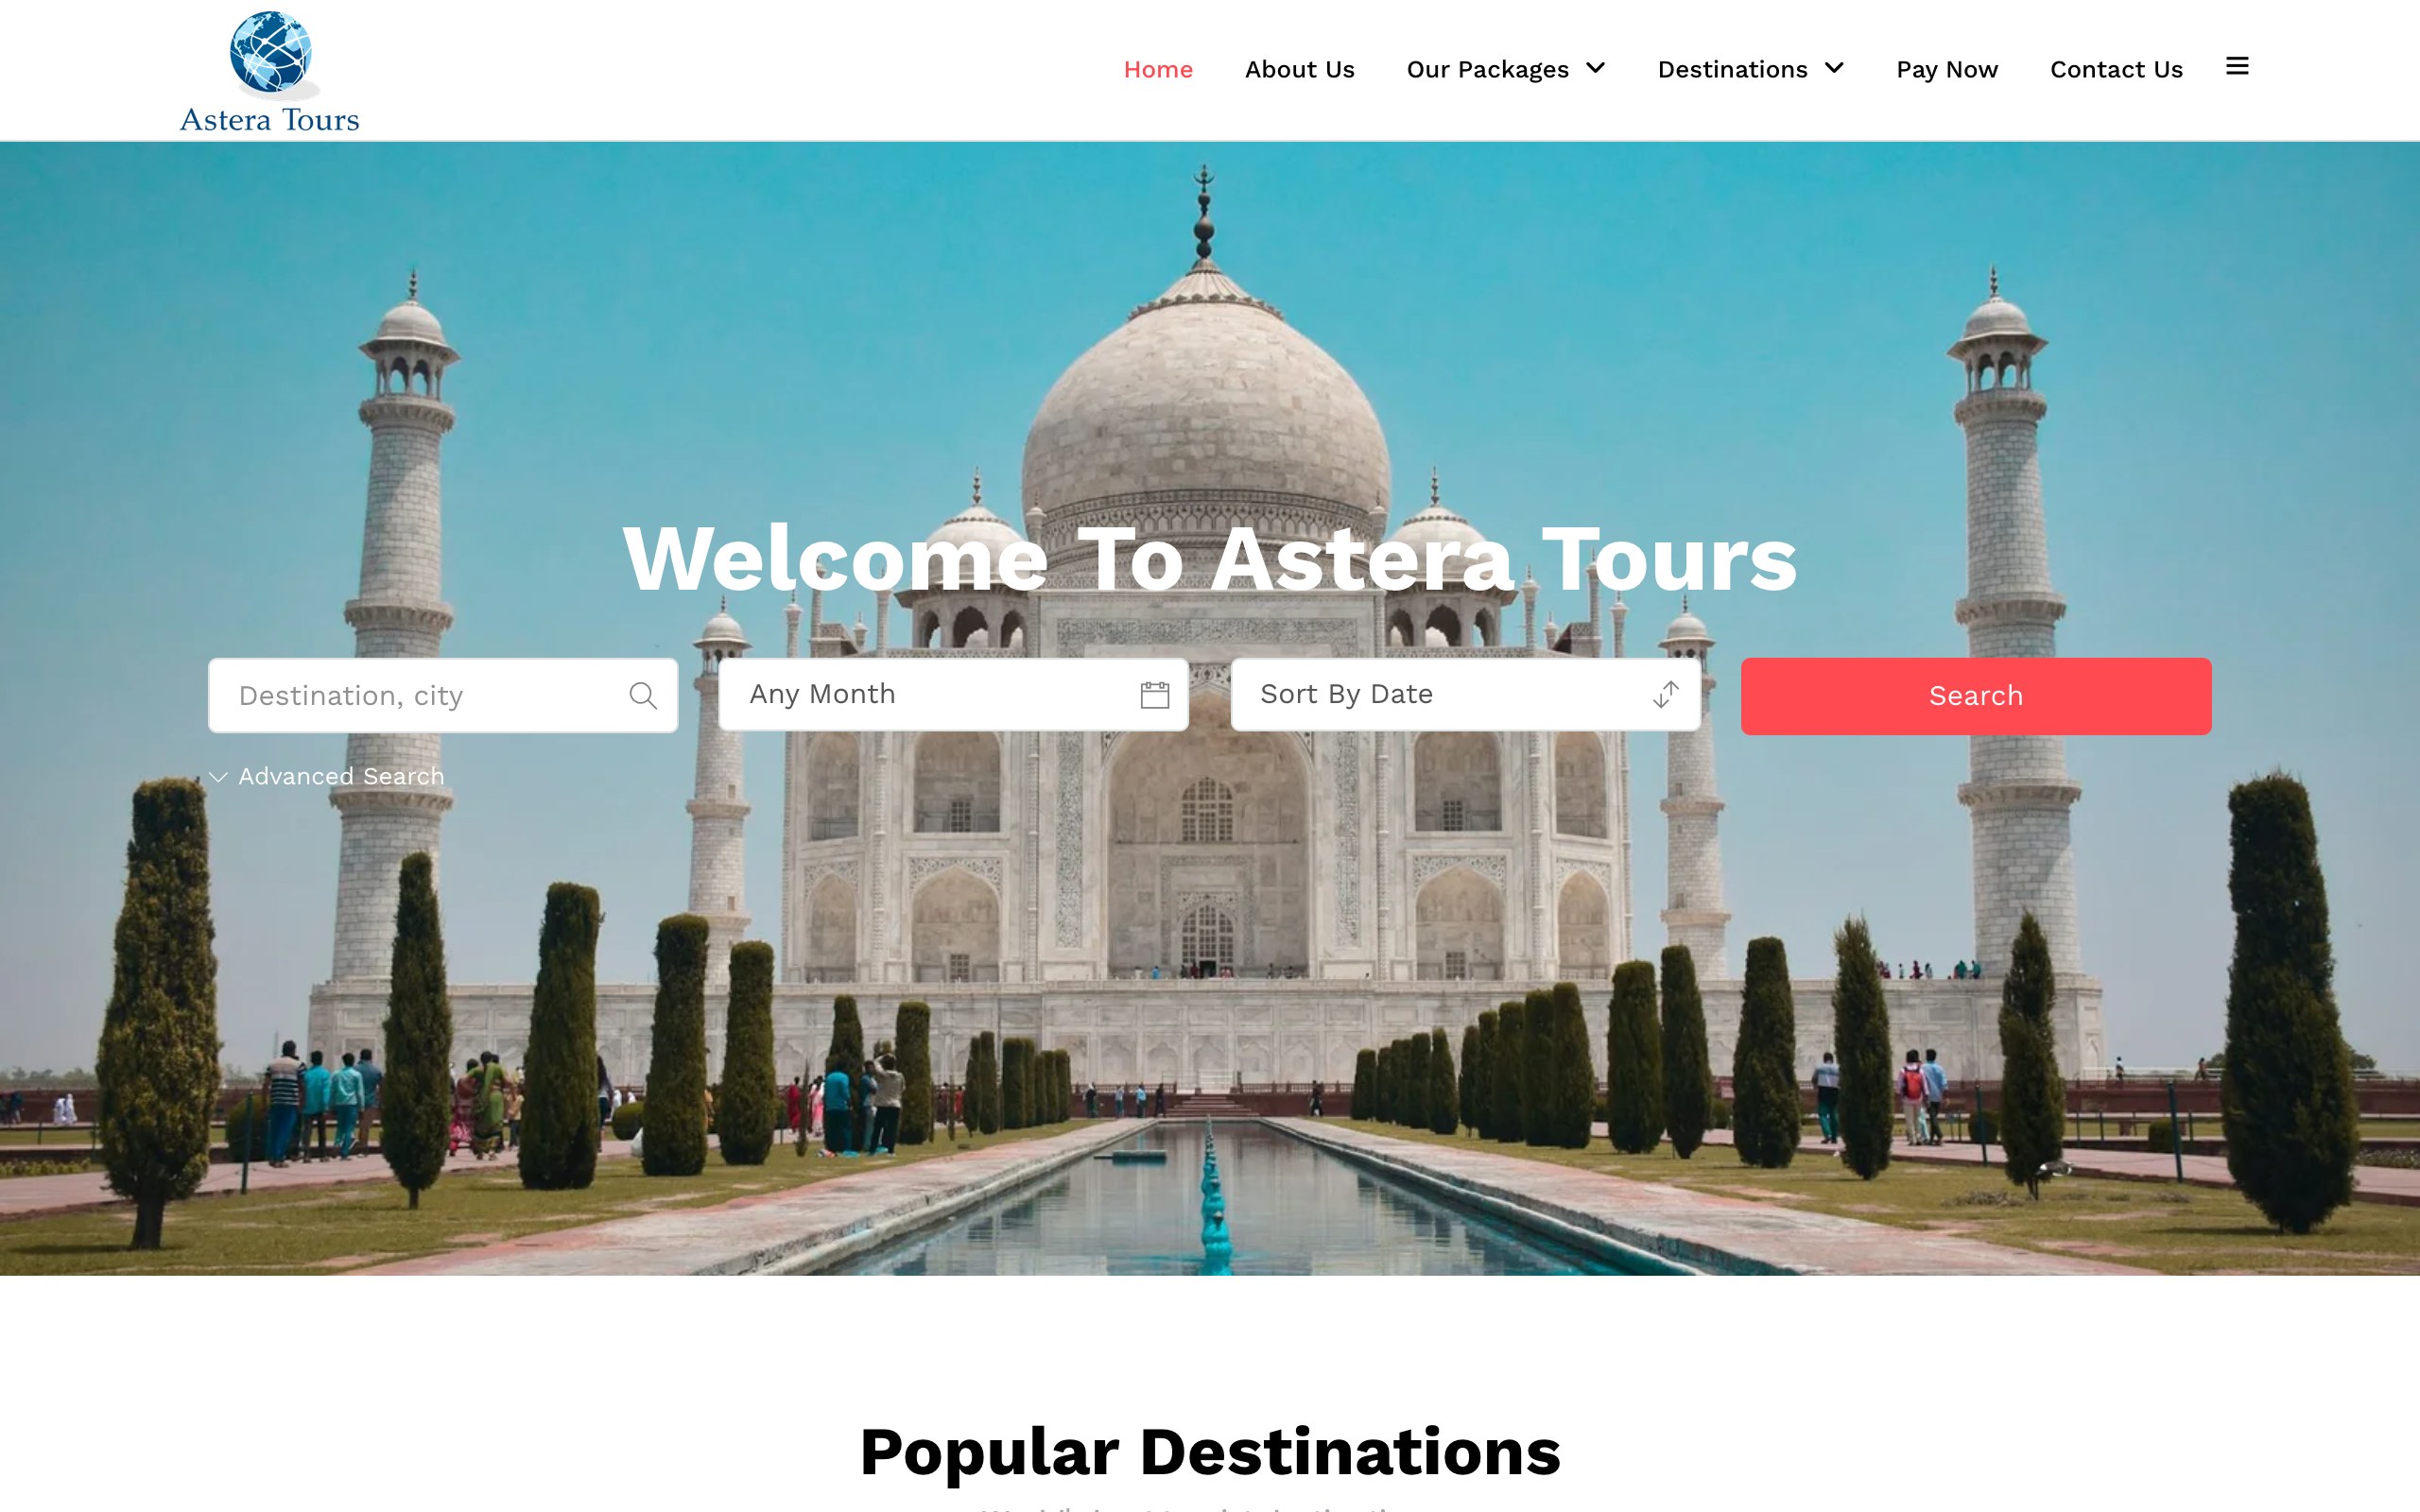 Astera Tours
Home About Us Our Packages Destinations Pay Now Contact Us
Welcome To Astera Tours
Destination, city Any Month Sort By Date Search
Advanced Search
Popular Destinations